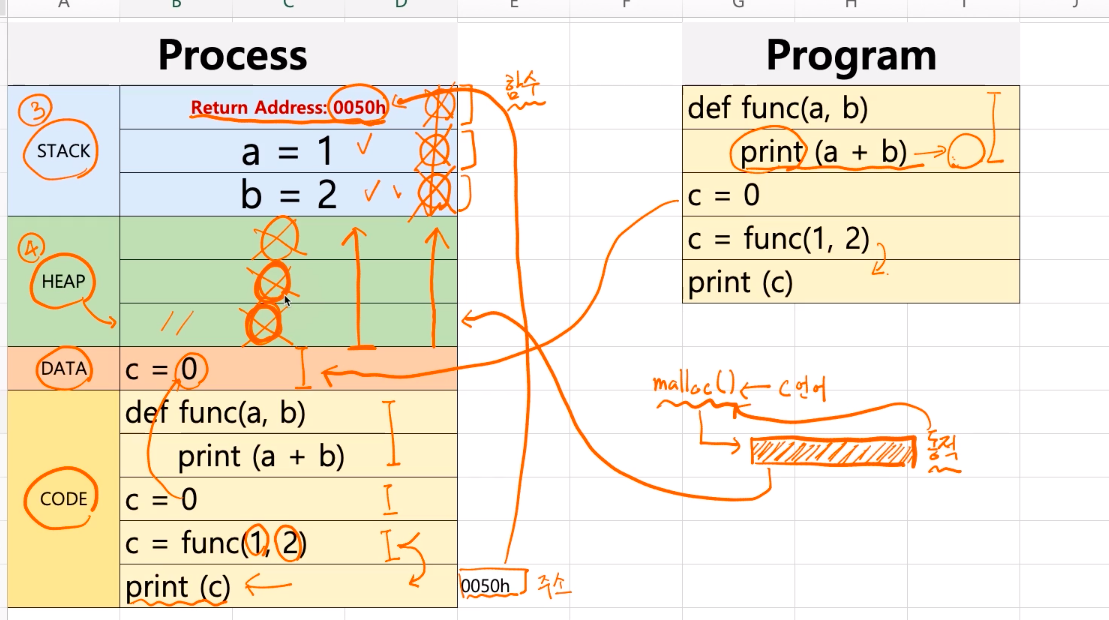 A B C D E F G H I J
Process
Program
③
STACK
Return Address: 0050h
a = 1
b = 2
함수
④
HEAP
DATA
c = 0
CODE
def func(a, b)
print (a + b)
c = 0
c = func(1, 2)
print (c)
0050h
주소
def func(a, b)
print (a + b)
c = 0
c = func(1, 2)
print (c)
malloc() ← C언어
동적